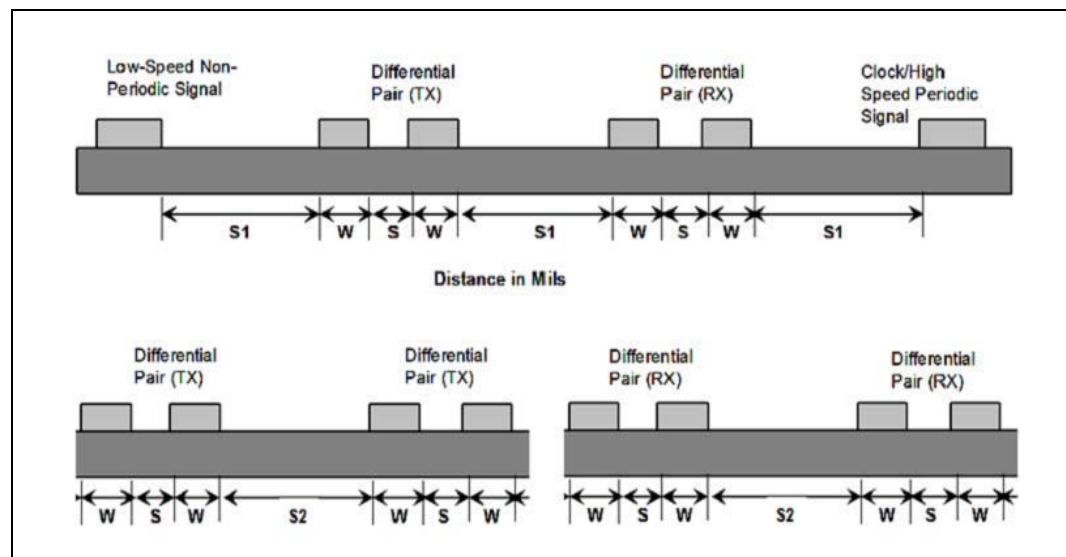 Low-Speed Non-
Periodic Signal
Differential
Pair (TX)
Differential
Pair (RX)
Clock/High
Speed Periodic
Signal
S1 W S W S1 W S W S1
Distance in Mils
Differential
Pair (TX)
Differential
Pair (TX)
Differential
Pair (RX)
Differential
Pair (RX)
W S W S2 W S W
W S W S2 W S W